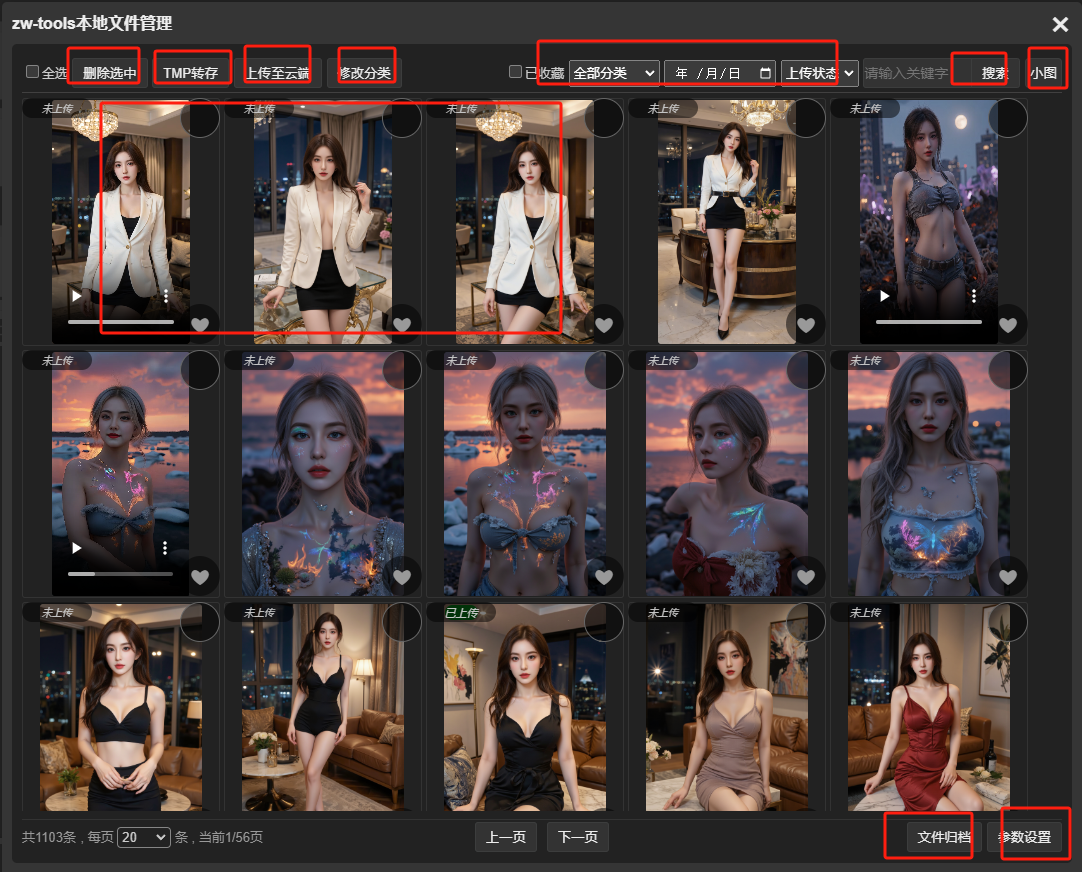 zw-tools本地文件管理
全选 删除选中 TMP转存 上传至云端 修改分类 已收藏 全部分类 年 /月/日 上传状态 请输入关键字 搜索 小图
未上传 未上传 未上传 未上传 未上传
未上传 未上传 未上传 未上传 未上传
未上传 未上传 已上传 未上传 未上传
共1103条 , 每页 20 条 , 当前1/56页 上一页 下一页 文件归档 参数设置